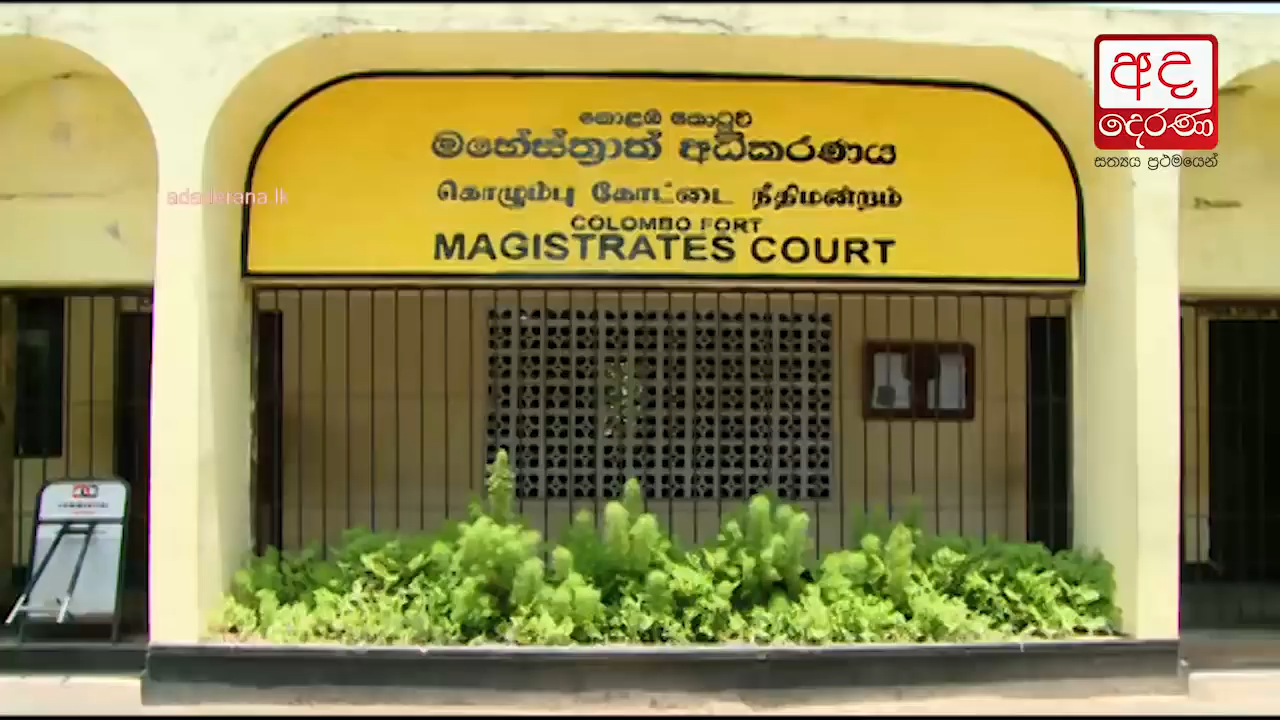 අද
දෙරණ
සත්‍යය ප්‍රථමයෙන්
කොළඹ කොටුව
මහේස්ත්‍රාත් අධිකරණය
adaderana.lk
கொழும்பு கோட்டை நீதிமன்றம்
COLOMBO FORT
MAGISTRATES COURT